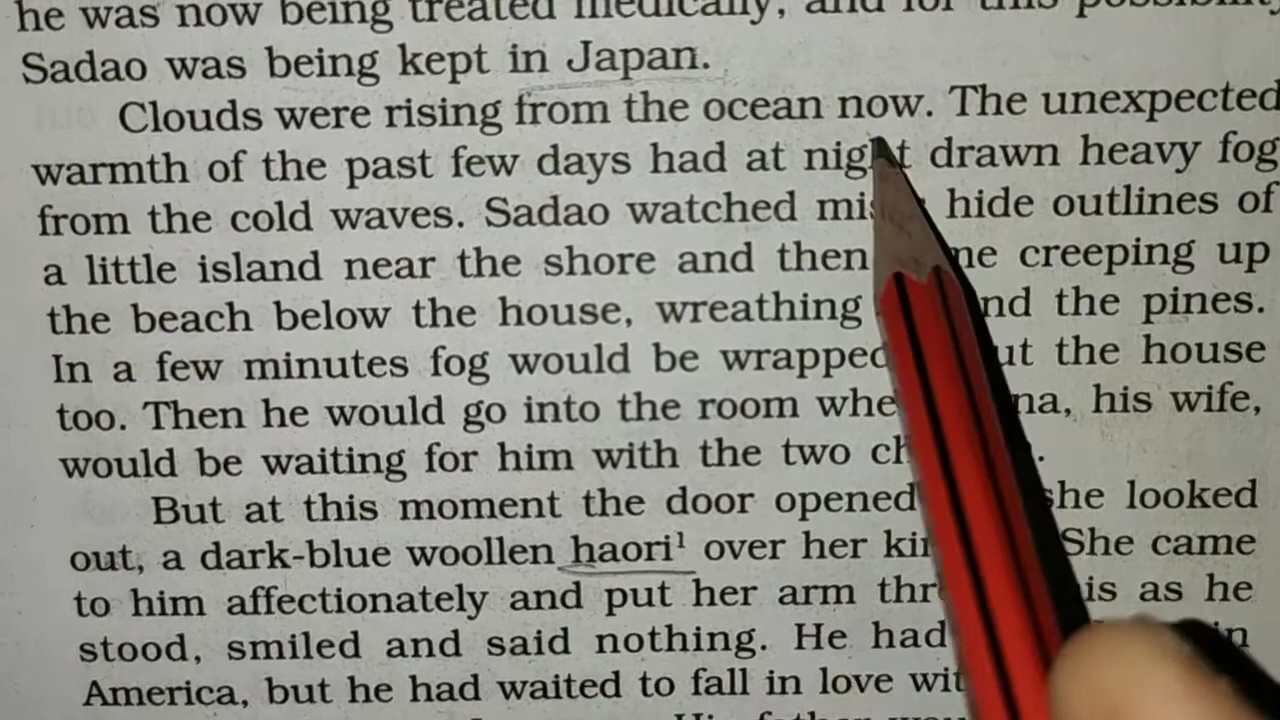 he was now being treated medically, and for this possibility
Sadao was being kept in Japan.
Clouds were rising from the ocean now. The unexpected
warmth of the past few days had at night drawn heavy fog
from the cold waves. Sadao watched hide outlines of
a little island near the shore and then creeping up
the beach below the house, wreathing the pines.
In a few minutes fog would be wrapped the house
too. Then he would go into the room his wife,
would be waiting for him with the two
But at this moment the door opened she looked
out, a dark-blue woollen haori¹ over her She came
to him affectionately and put her arm as he
stood, smiled and said nothing. He had in
America, but he had waited to fall in love